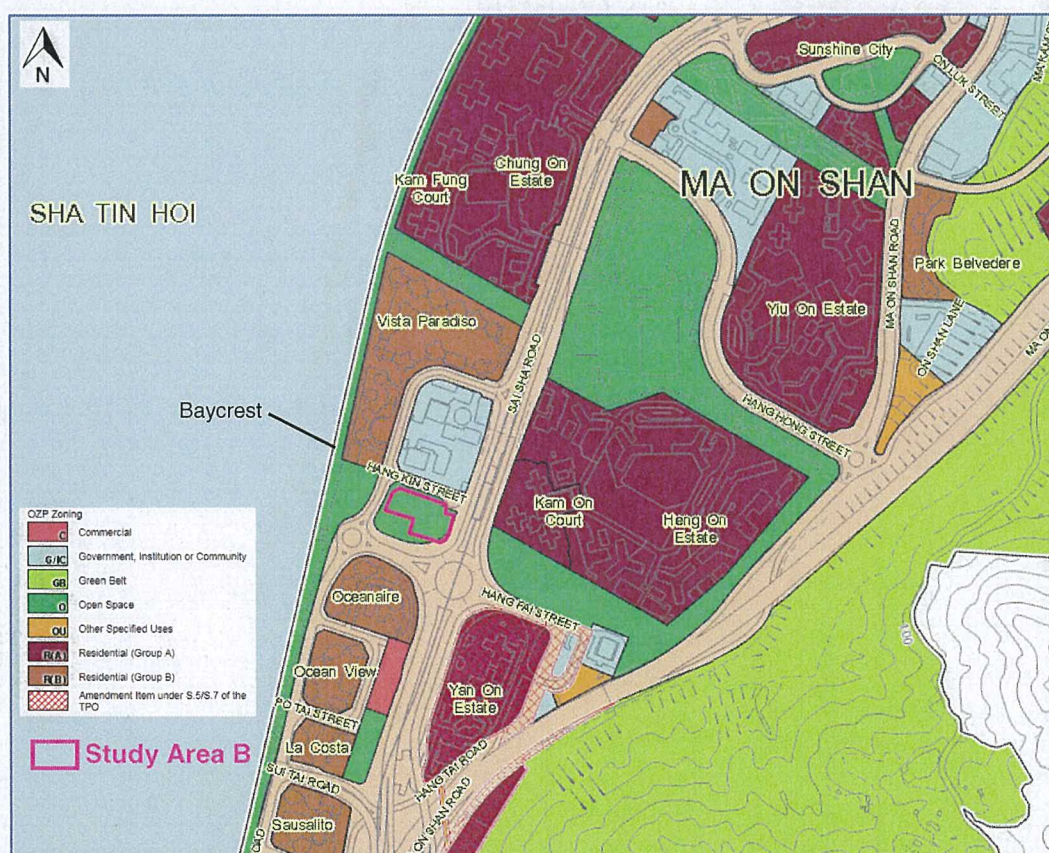 N
SHA TIN HOI
Sunshine City
ON LUK STREET
Chung On
Estate
Kam Fung
Court
MA ON SHAN
MA ON SHAN ROAD
Park Belvedere
Yiu On Estate
ON SHAN LANE
Vista Paradiso
SAI SHA ROAD
Baycrest
HANG HONG STREET
HANG KIN STREET
Kam On
Court
Heng On
Estate
OZP Zoning
C Commercial
G/IC Government, Institution or Community
GB Green Belt
O Open Space
OU Other Specified Uses
R(A) Residential (Group A)
R(B) Residential (Group B)
Amendment Item under S.5/S.7 of the
TPO
Study Area B
Oceanaire
HANG FAI STREET
100
Ocean View
Yan On
Estate
PO TAI STREET
La Costa
SUI TAI ROAD
HANG TAI ROAD
ON SHAN ROAD
Sausalito